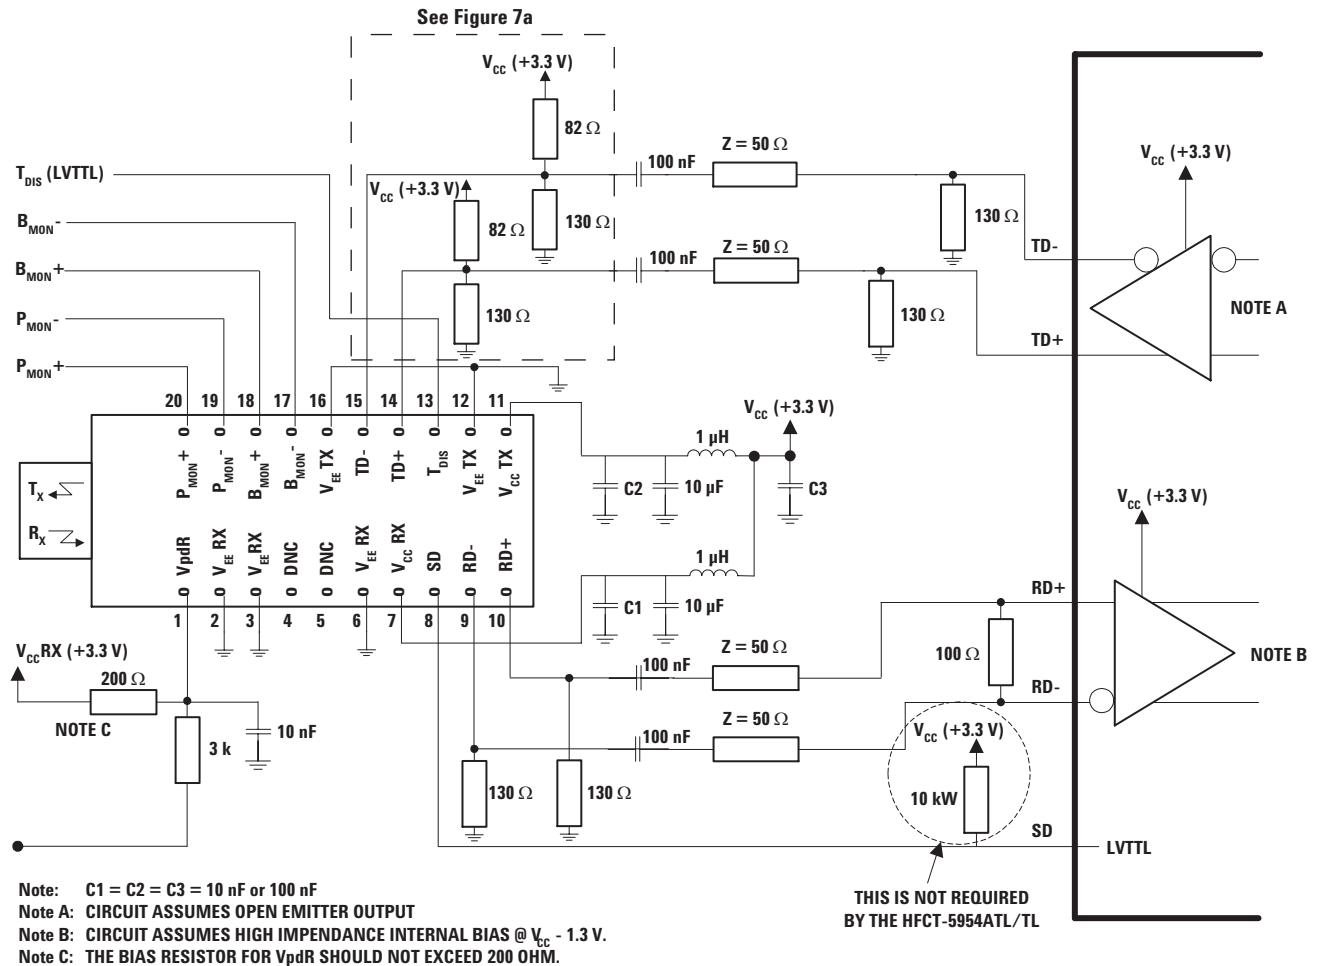 See Figure 7a
VCC (+3.3 V)
82 Ω
100 nF
Z = 50 Ω
TDIS (LVTTL)
VCC (+3.3 V)
VCC (+3.3 V)
BMON-
82 Ω
130 Ω
130 Ω
TD-
BMON+
100 nF
Z = 50 Ω
NOTE A
PMON-
130 Ω
130 Ω
TD+
PMON+
20 19 18 17 16 15 14 13 12 11
VCC (+3.3 V)
1 µH
PMON+
PMON-
BMON+
BMON-
VEE TX
TD-
TD+
TDIS
VEE TX
VCC TX
C2
10 µF
C3
TX
RX
VCC (+3.3 V)
VpdR
VEE RX
VEE RX
DNC
DNC
VEE RX
VCC RX
SD
RD-
RD+
1 µH
C1
10 µF
RD+
1 2 3 4 5 6 7 8 9 10
VCCRX (+3.3 V)
200 Ω
NOTE C
3 k
10 nF
100 nF
Z = 50 Ω
100 Ω
NOTE B
RD-
100 nF
Z = 50 Ω
VCC (+3.3 V)
130 Ω
130 Ω
10 kW
SD
LVTTL
THIS IS NOT REQUIRED
BY THE HFCT-5954ATL/TL
Note: C1 = C2 = C3 = 10 nF or 100 nF
Note A: CIRCUIT ASSUMES OPEN EMITTER OUTPUT
Note B: CIRCUIT ASSUMES HIGH IMPENDANCE INTERNAL BIAS @ VCC - 1.3 V.
Note C: THE BIAS RESISTOR FOR VpdR SHOULD NOT EXCEED 200 OHM.